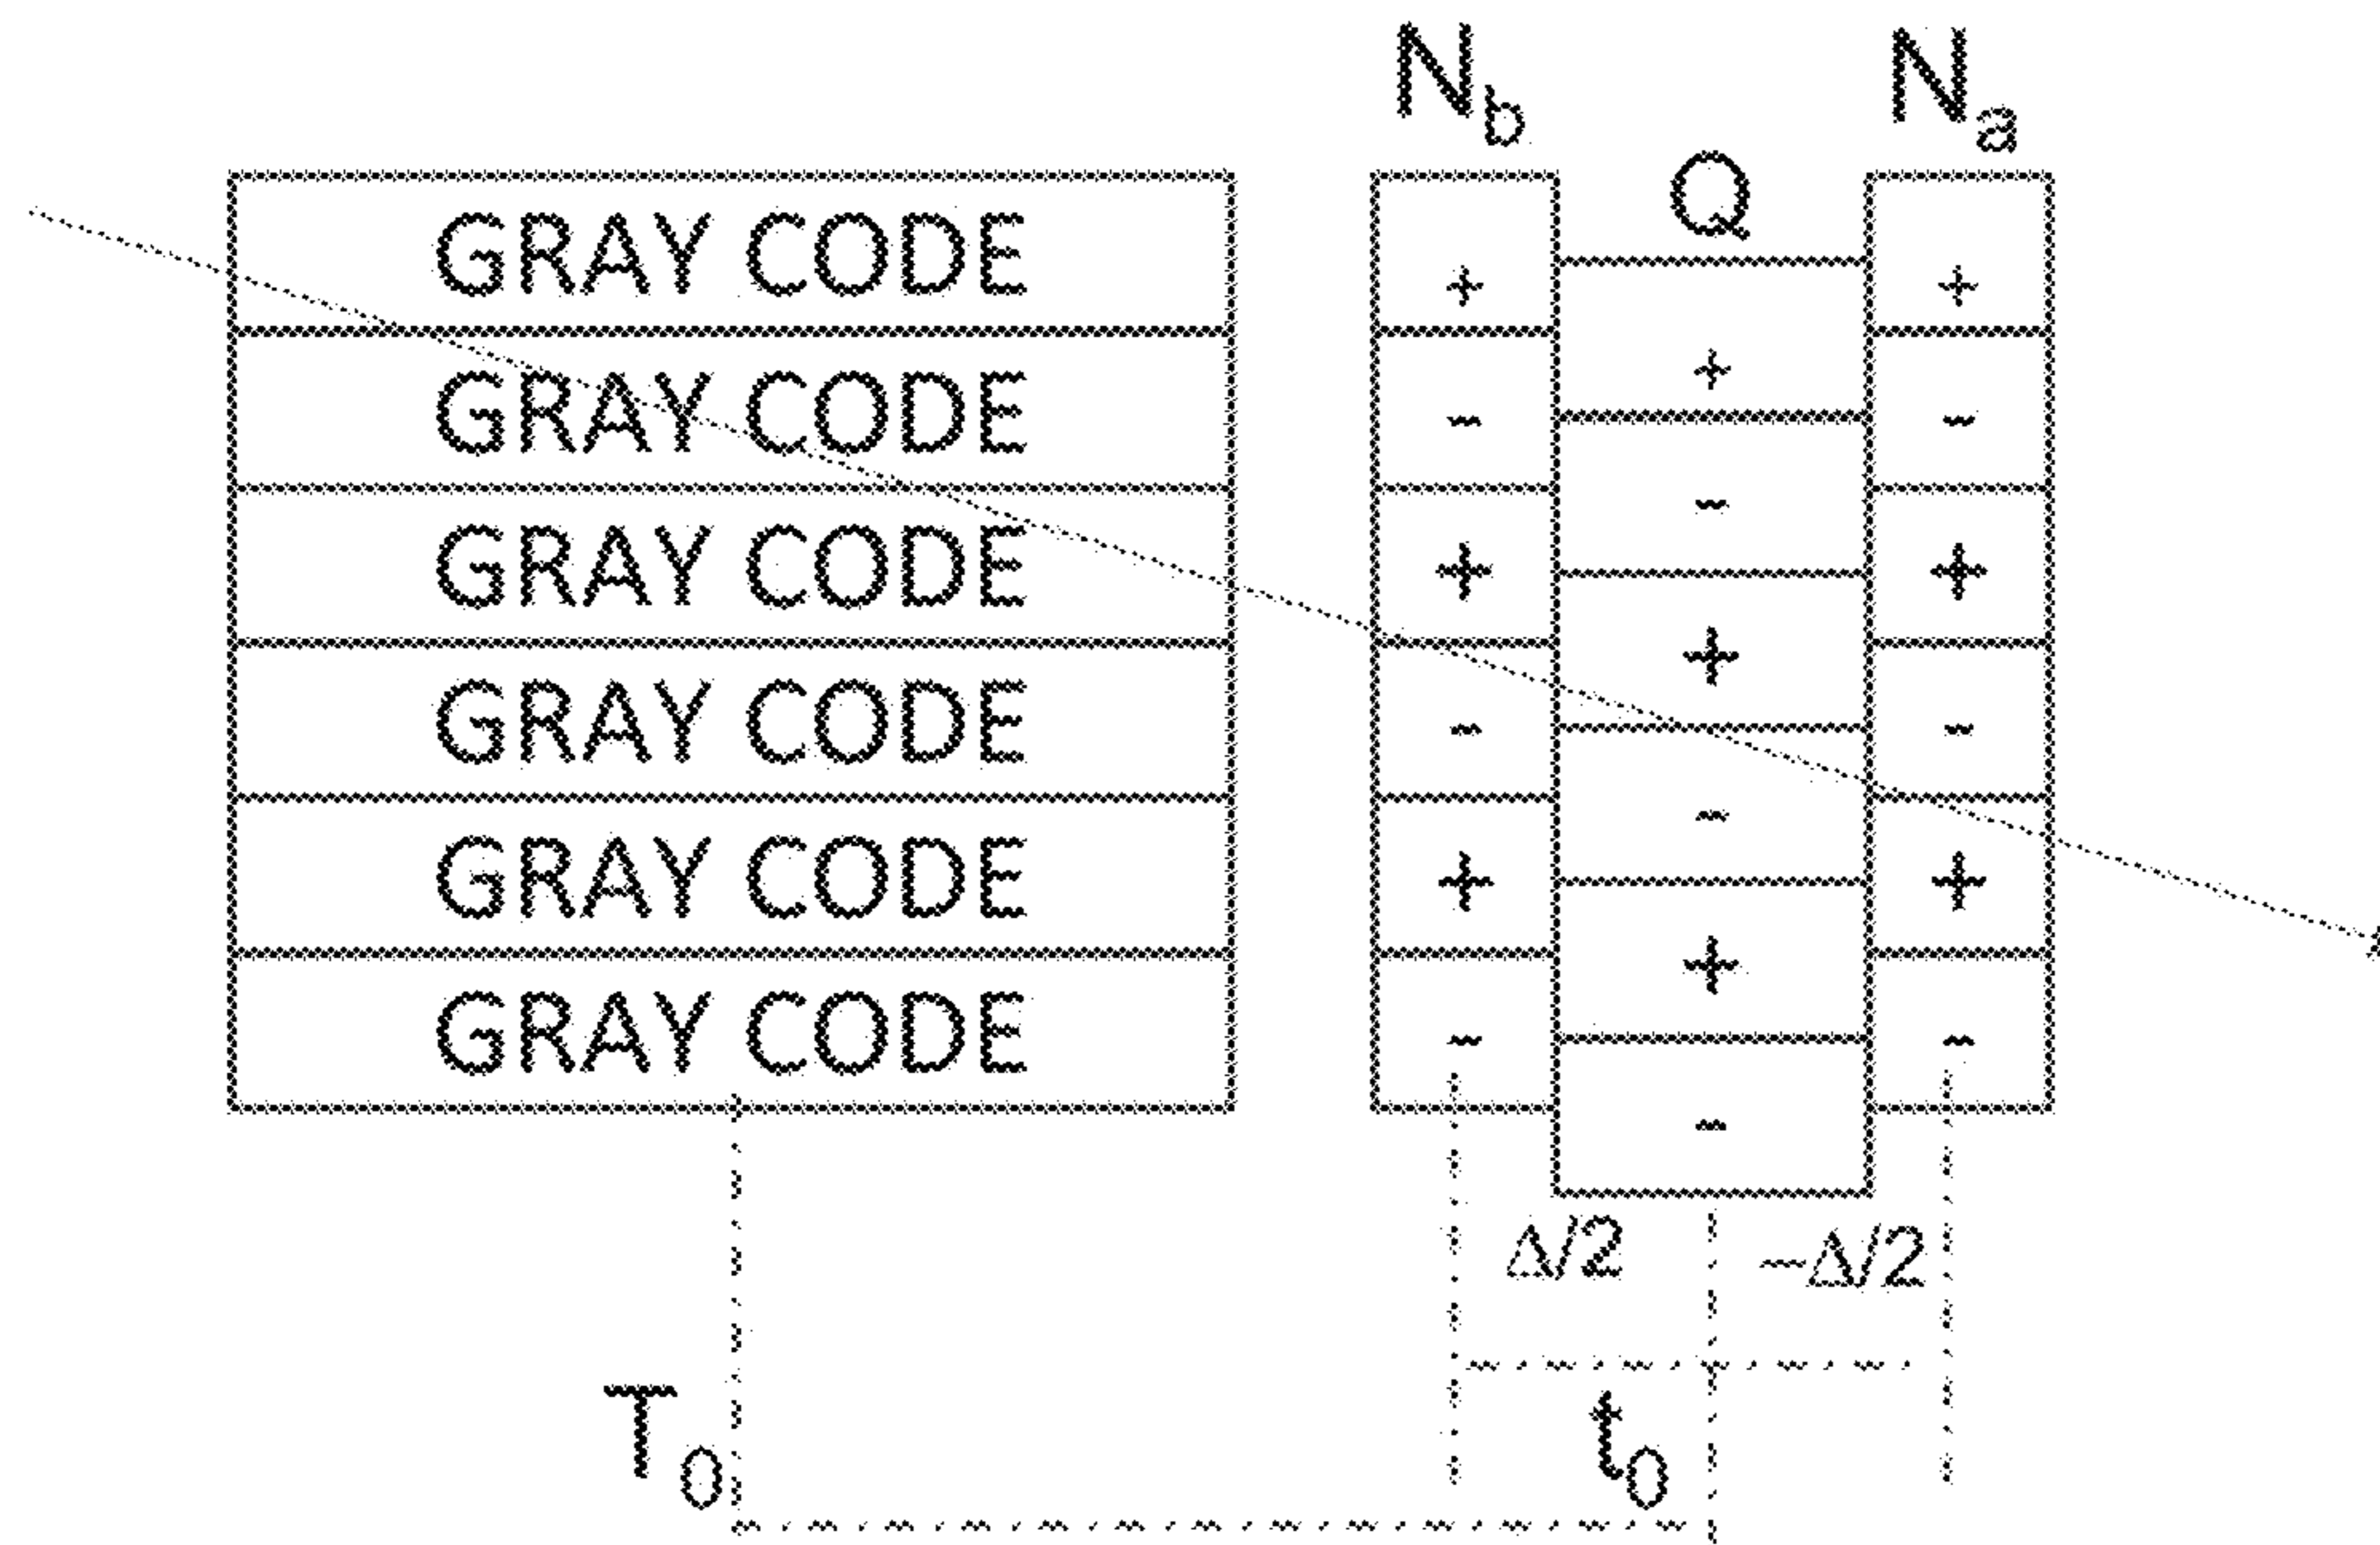 N_b N_a
Q
GRAY CODE + +
+
GRAY CODE - -
-
GRAY CODE + +
+
GRAY CODE - -
-
GRAY CODE + +
+
GRAY CODE - -
-
Δ/2 -Δ/2
T_0 t_0